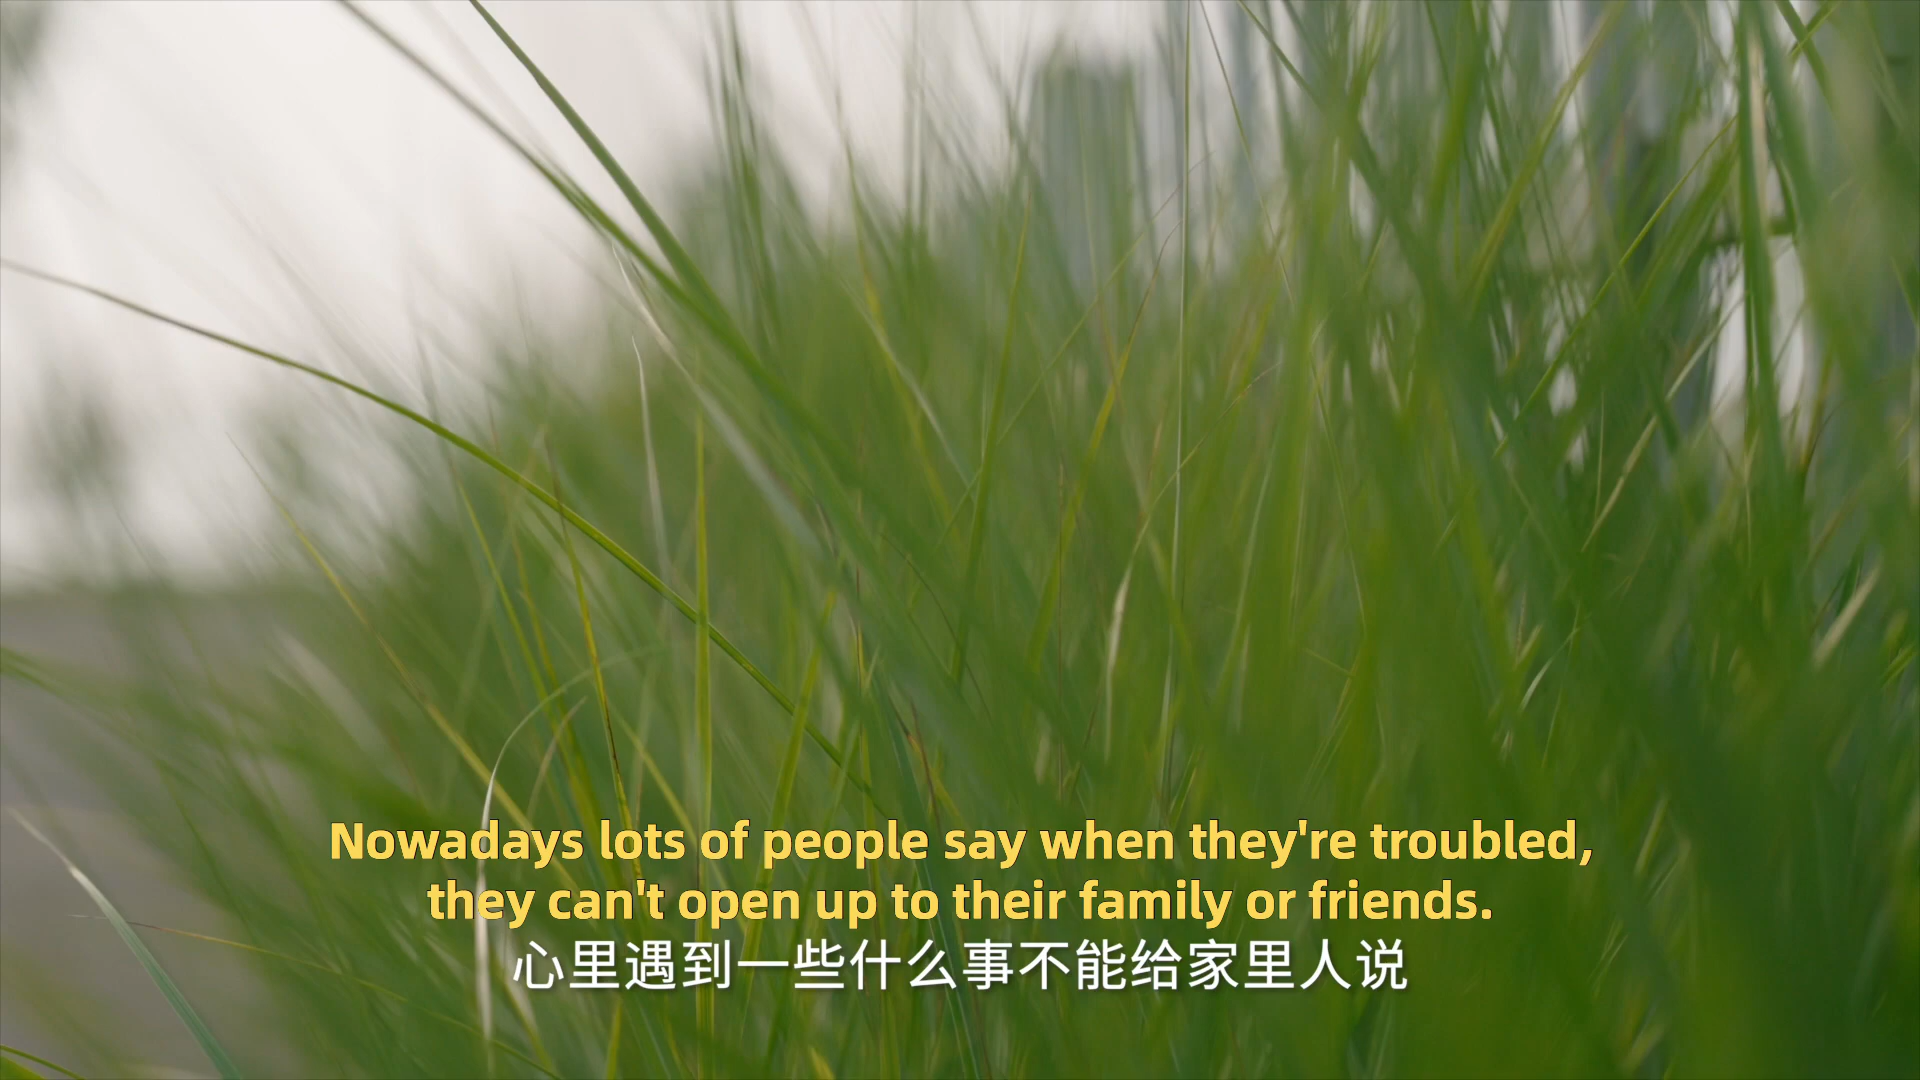 Nowadays lots of people say when they're troubled,
they can't open up to their family or friends.
心里遇到一些什么事不能给家里人说